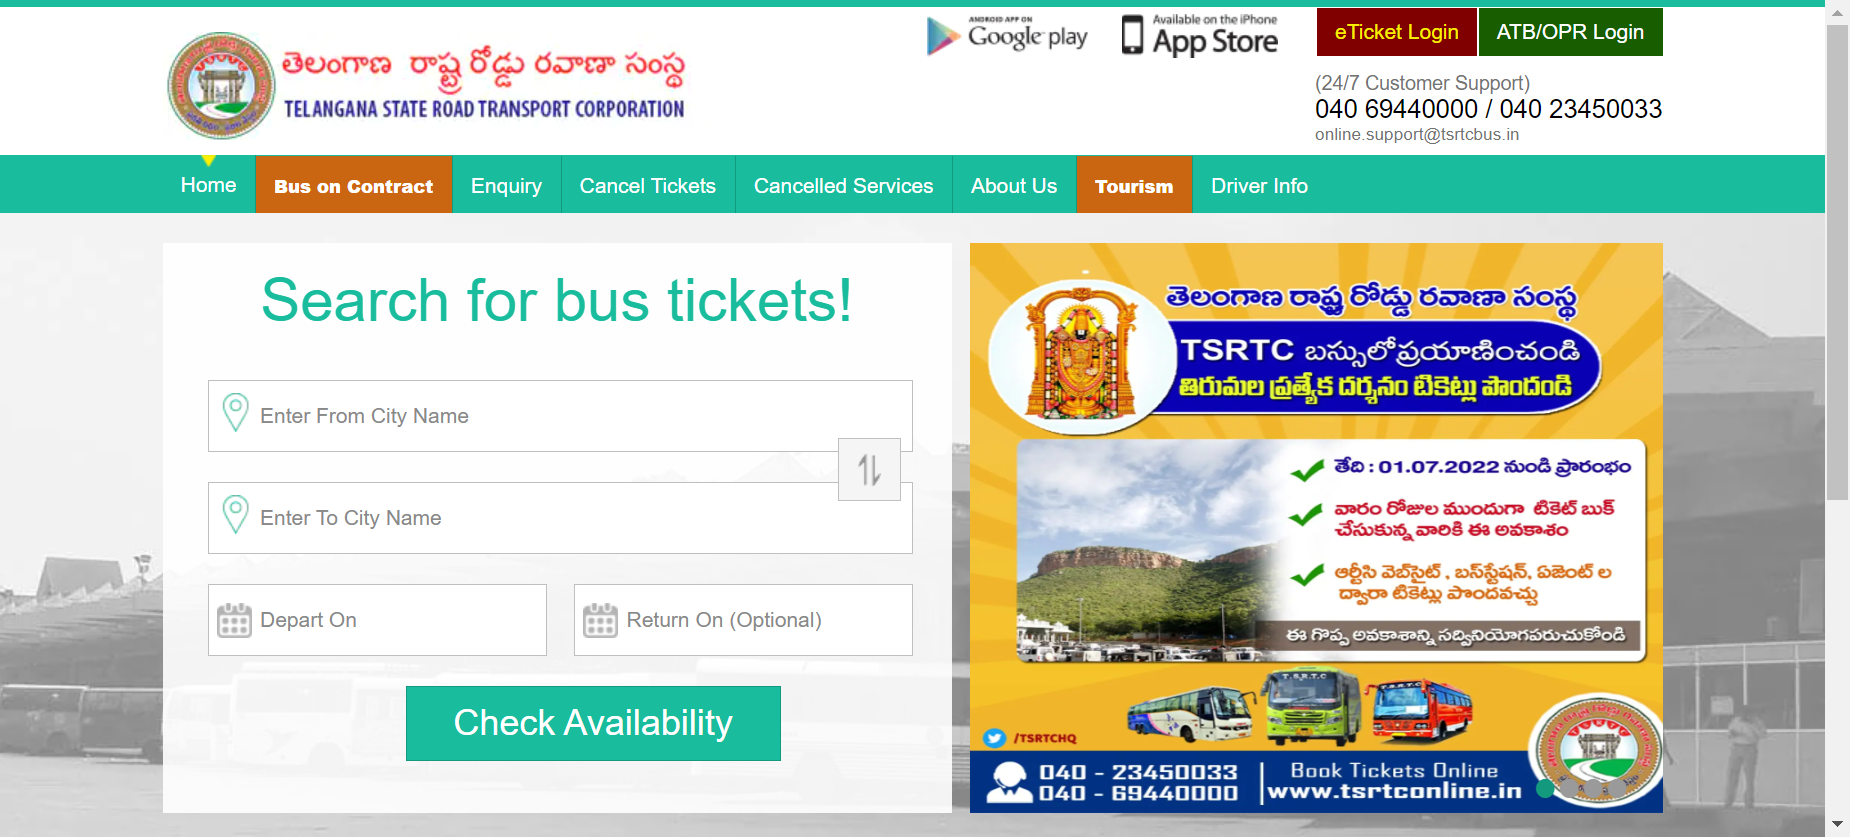 తెలంగాణ రాష్ట్ర రోడ్డు రవాణా సంస్థ
TELANGANA STATE ROAD TRANSPORT CORPORATION
ANDROID APP ON
Google play
Available on the iPhone
App Store
eTicket Login
ATB/OPR Login
(24/7 Customer Support)
040 69440000 / 040 23450033
online.support@tsrtcbus.in
Home
Bus on Contract
Enquiry
Cancel Tickets
Cancelled Services
About Us
Tourism
Driver Info
Search for bus tickets!
Enter From City Name
Enter To City Name
Depart On
Return On (Optional)
Check Availability
తెలంగాణ రాష్ట్ర రోడ్డు రవాణా సంస్థ
TSRTC బస్సులో ప్రయాణించండి
తిరుమల ప్రత్యేక దర్శనం టికెట్లు పొందండి
తేది : 01.07.2022 నుండి ప్రారంభం
వారం రోజుల ముందుగా టికెట్ బుక్
చేసుకున్న వారికి ఈ అవకాశం
ఆర్టీసి వెబ్‌సైట్ , బస్‌స్టేషన్, ఏజెంట్ ల
ద్వారా టికెట్లు పొందవచ్చు
ఈ గొప్ప అవకాశాన్ని సద్వినియోగపరుచుకోండి
T.S.R.T.C
T.S.R.T.C
/TSRTCHQ
040 - 23450033
040 - 69440000
Book Tickets Online
www.tsrtconline.in